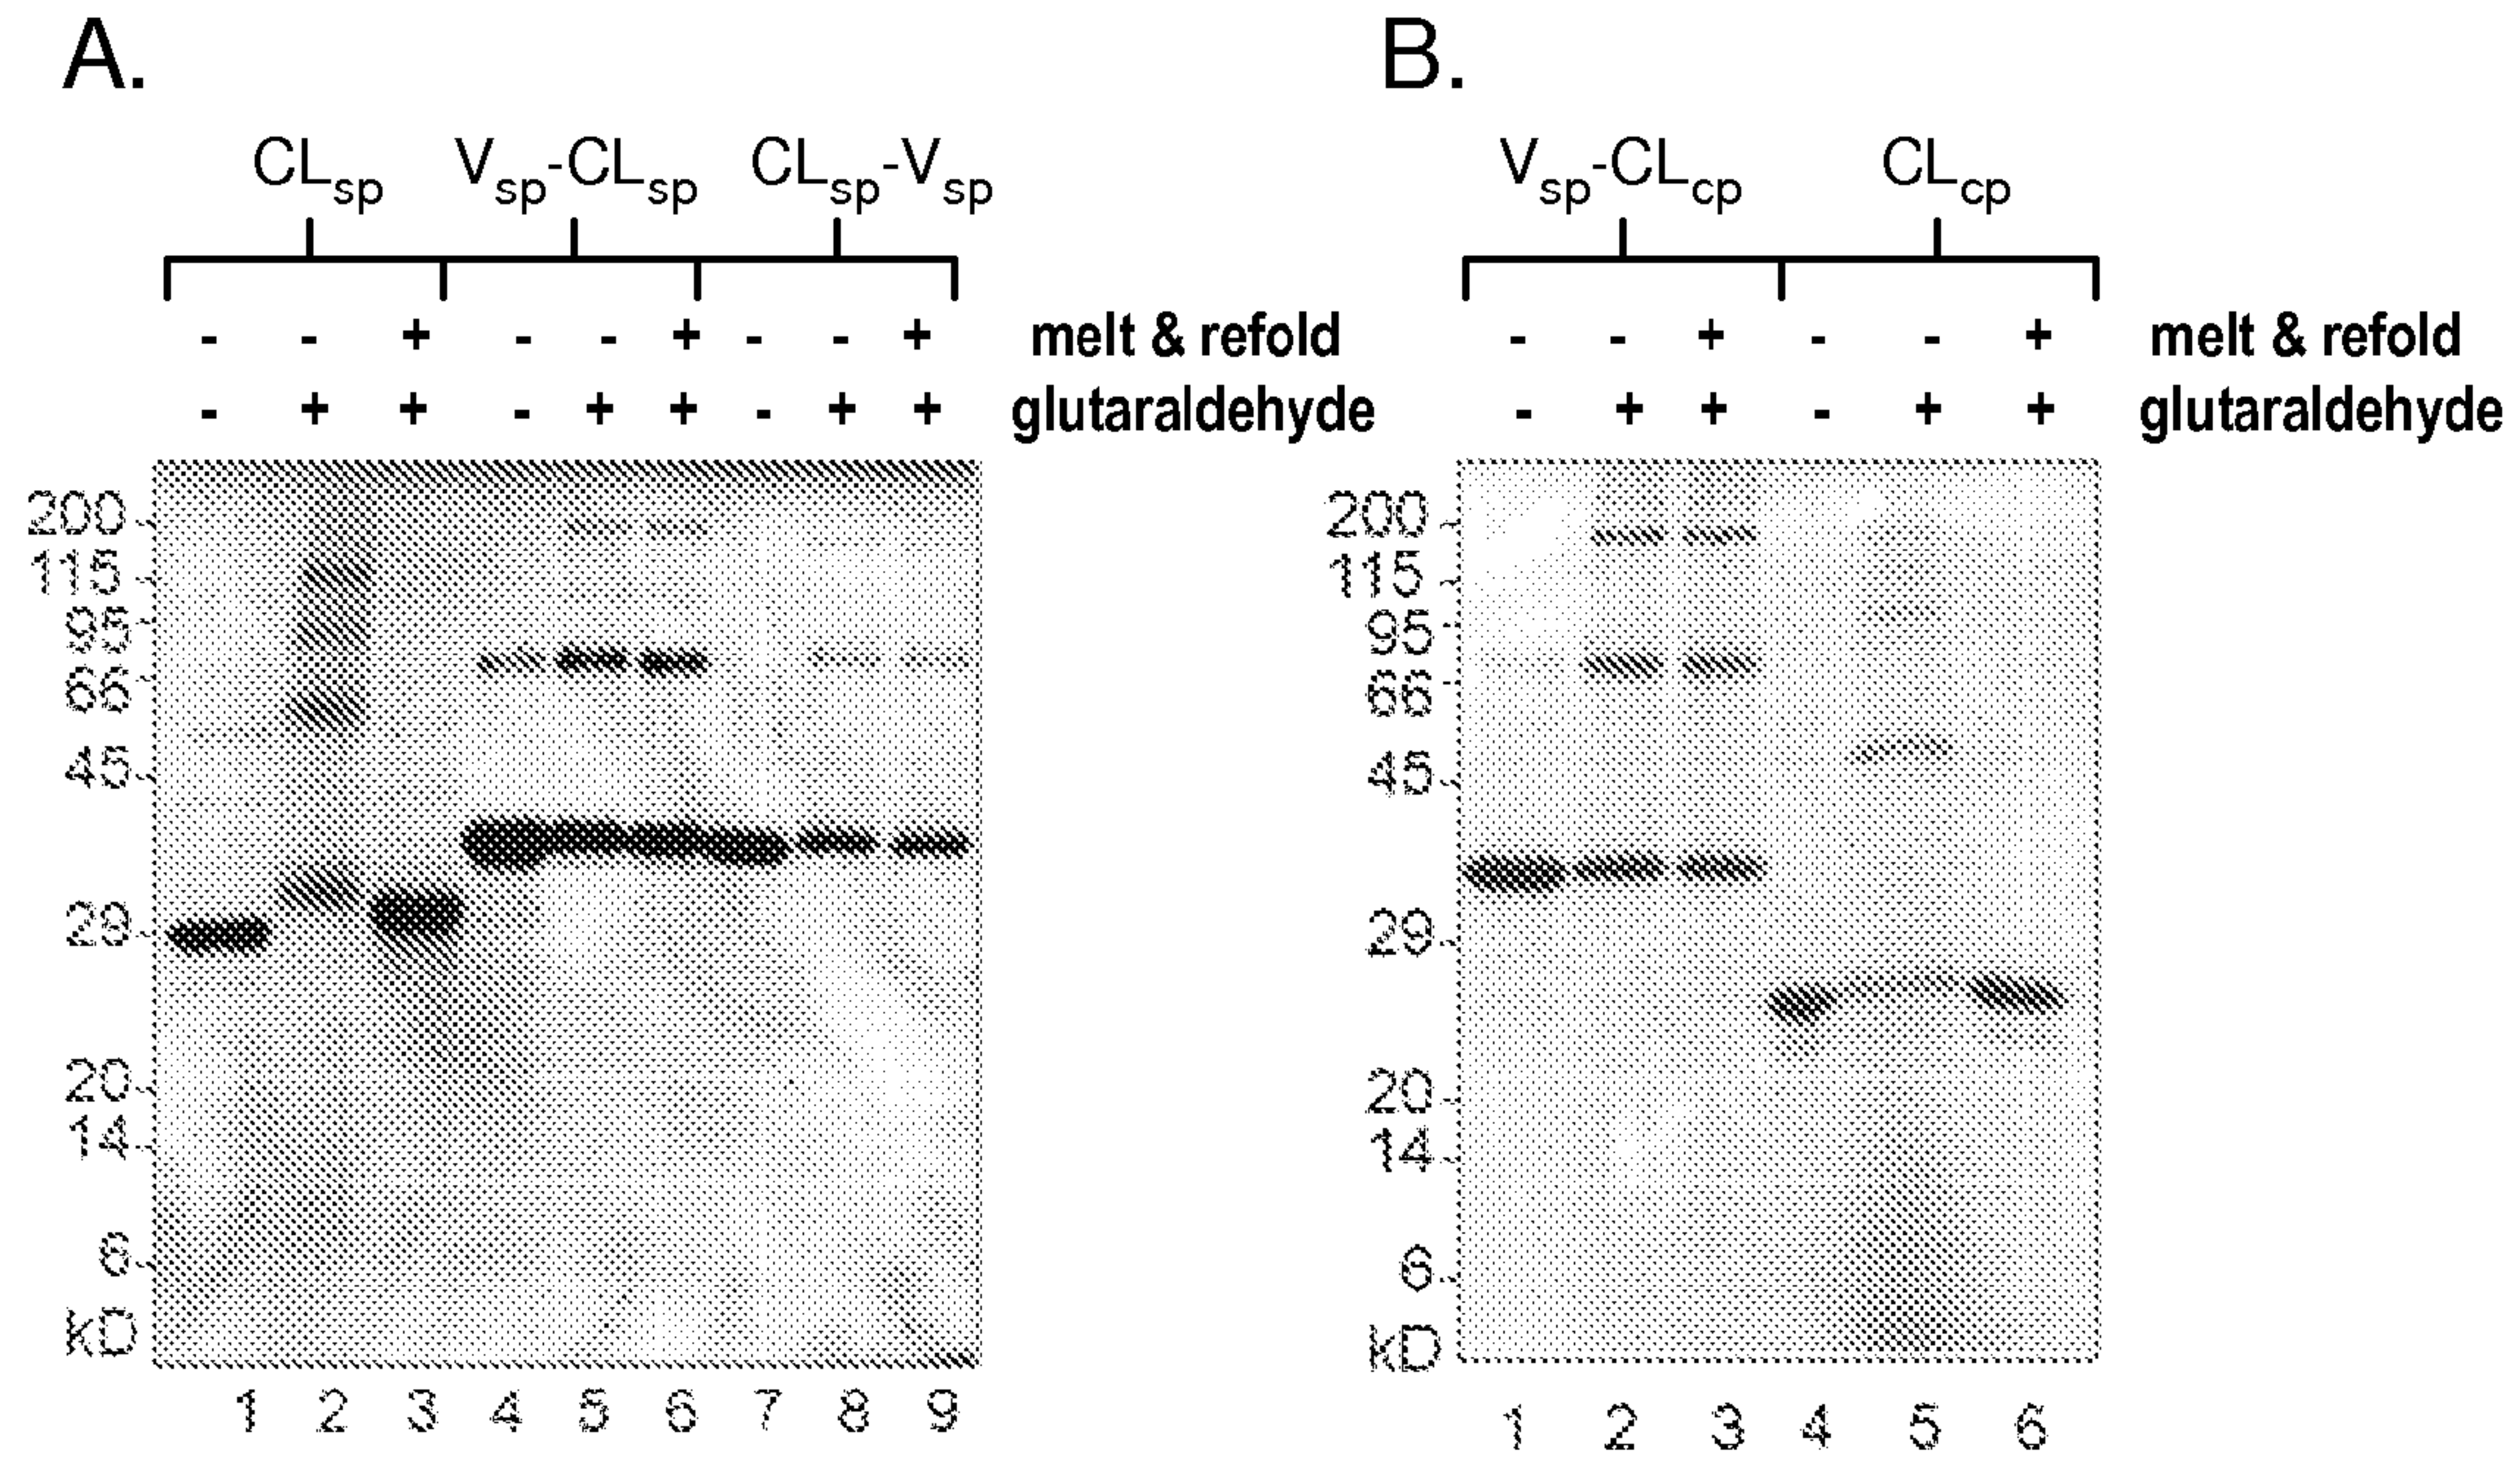 A. B.
CLsp Vsp-CLsp CLsp-Vsp Vsp-CLcp CLcp
- - + - - + - - + melt & refold - - + - - + melt & refold
- + + - + + - + + glutaraldehyde - + + - + + glutaraldehyde
200 200
115 115
95 95
66 66
45 45
29 29
20 20
14 14
6 6
kD kD
1 2 3 4 5 6 7 8 9 1 2 3 4 5 6